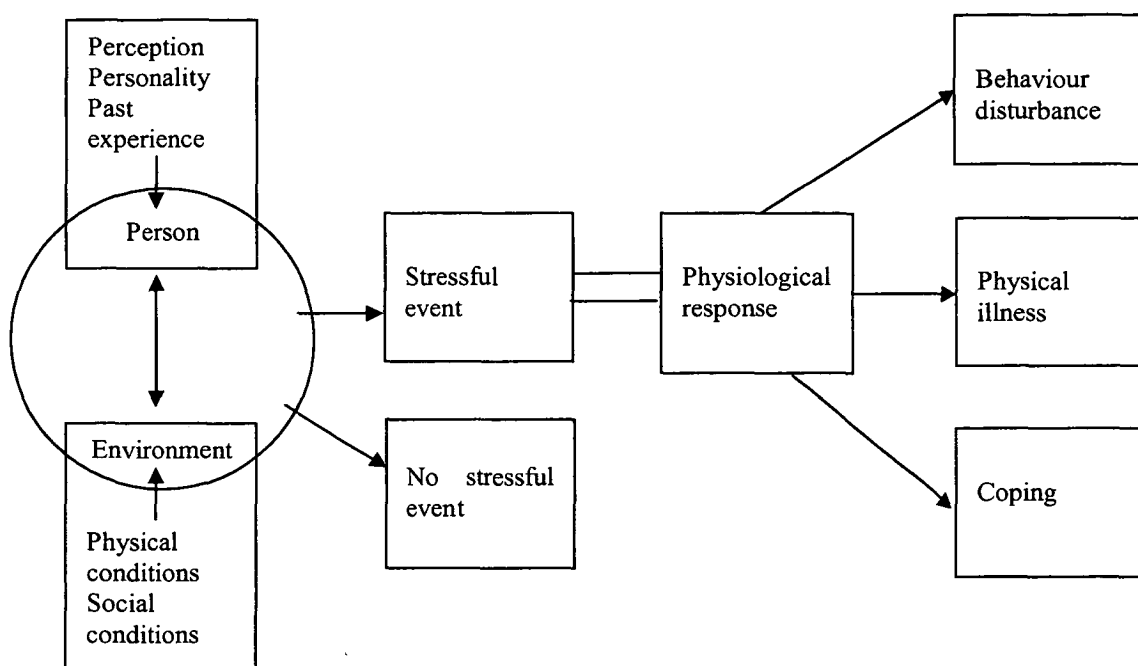 Perception
Personality
Past
experience
Person
Environment
Physical
conditions
Social
conditions
Stressful
event
No stressful
event
Physiological
response
Behaviour
disturbance
Physical
illness
Coping